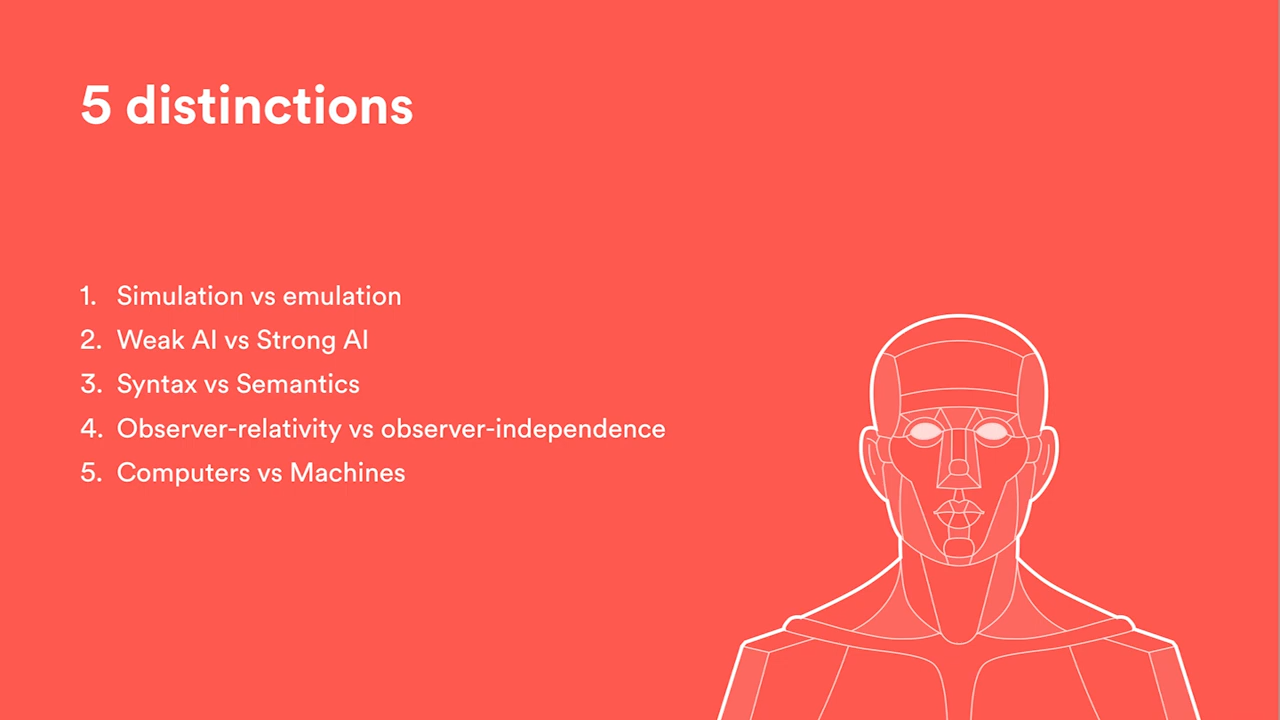 5 distinctions
1. Simulation vs emulation
2. Weak AI vs Strong AI
3. Syntax vs Semantics
4. Observer-relativity vs observer-independence
5. Computers vs Machines